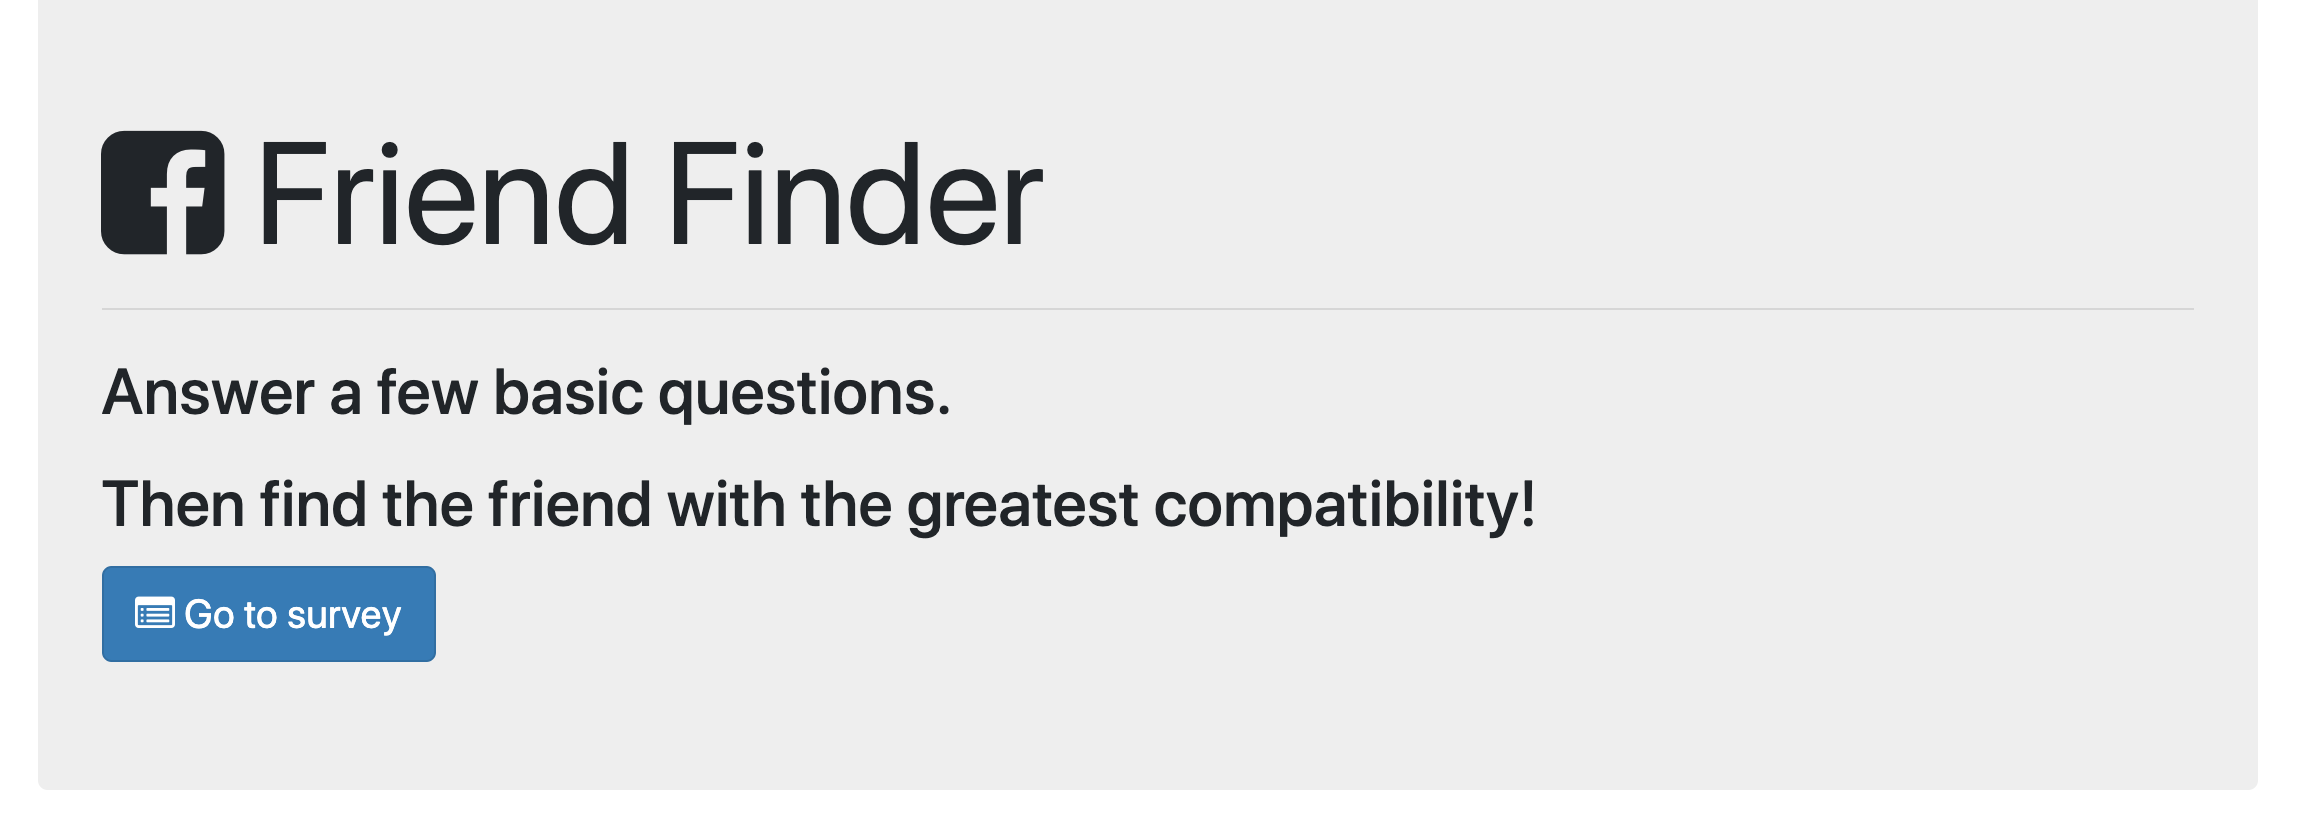 Friend Finder
Answer a few basic questions.
Then find the friend with the greatest compatibility!
Go to survey